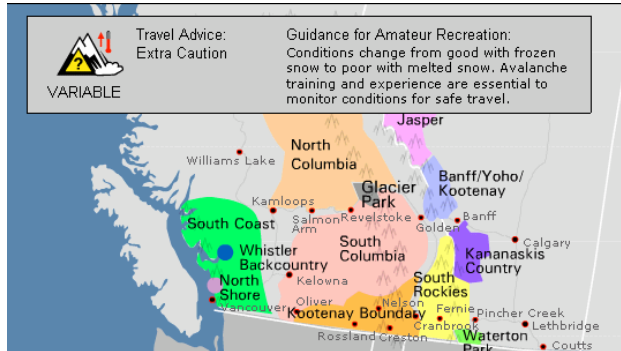 Travel Advice:
Extra Caution
Guidance for Amateur Recreation:
Conditions change from good with frozen
snow to poor with melted snow. Avalanche
training and experience are essential to
monitor conditions for safe travel.
?
VARIABLE
Jasper
North
Columbia
Williams Lake
Banff/Yoho/
Kootenay
Glacier
Park
Kamloops
Salmon
Arm
Revelstoke
Golden
Banff
South Coast
Calgary
South
Columbia
Whistler
Backcountry
Kananaskis
Country
Kelowna
South
Rockies
North
Shore
Vancouver
Oliver
Nelson
Kootenay Boundary
Fernie
Pincher Creek
Cranbrook
Lethbridge
Rossland
Creston
Waterton
Park
Coutts